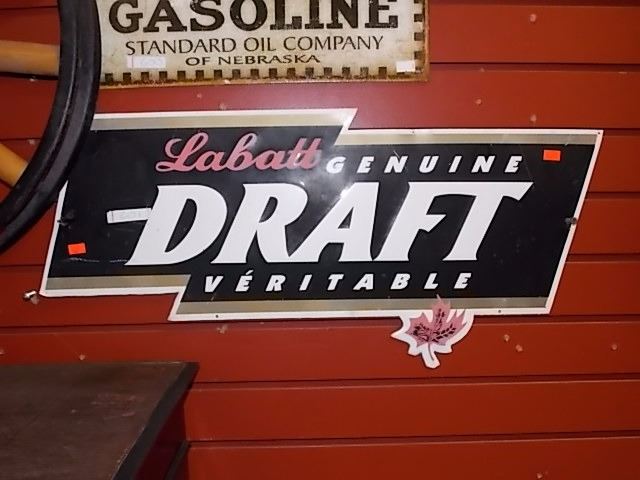 GASOLINE
STANDARD OIL COMPANY
OF NEBRASKA
Labatt GENUINE
DRAFT
VÉRITABLE